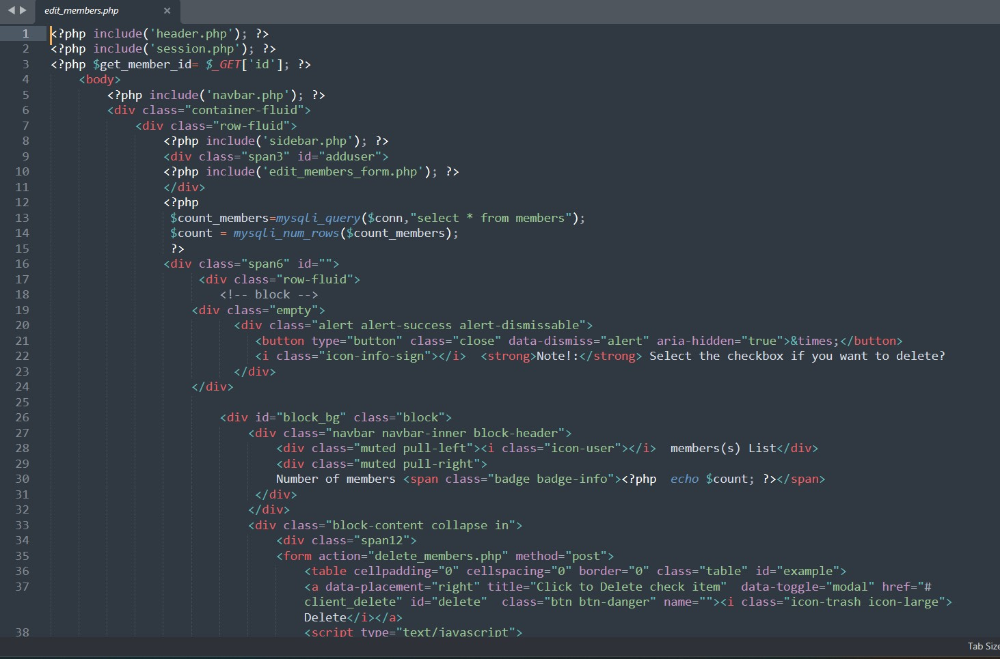 edit_members.php ×
1 <?php include('header.php'); ?>
2 <?php include('session.php'); ?>
3 <?php $get_member_id= $_GET['id']; ?>
4 <body>
5 <?php include('navbar.php'); ?>
6 <div class="container-fluid">
7 <div class="row-fluid">
8 <?php include('sidebar.php'); ?>
9 <div class="span3" id="adduser">
10 <?php include('edit_members_form.php'); ?>
11 </div>
12 <?php
13 $count_members=mysqli_query($conn,"select * from members");
14 $count = mysqli_num_rows($count_members);
15 ?>
16 <div class="span6" id="">
17 <div class="row-fluid">
18 <!-- block -->
19 <div class="empty">
20 <div class="alert alert-success alert-dismissable">
21 <button type="button" class="close" data-dismiss="alert" aria-hidden="true">&times;</button>
22 <i class="icon-info-sign"></i>  <strong>Note!:</strong> Select the checkbox if you want to delete?
23 </div>
24 </div>
25
26 <div id="block_bg" class="block">
27 <div class="navbar navbar-inner block-header">
28 <div class="muted pull-left"><i class="icon-user"></i>  members(s) List</div>
29 <div class="muted pull-right">
30 Number of members <span class="badge badge-info"><?php  echo $count; ?></span>
31 </div>
32 </div>
33 <div class="block-content collapse in">
34 <div class="span12">
35 <form action="delete_members.php" method="post">
36 <table cellpadding="0" cellspacing="0" border="0" class="table" id="example">
37 <a data-placement="right" title="Click to Delete check item"  data-toggle="modal" href="#
client_delete" id="delete"  class="btn btn-danger" name=""><i class="icon-trash icon-large">
Delete</i></a>
38 <script type="text/javascript">
Tab Size